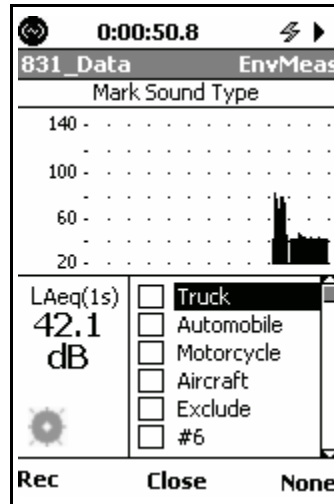 0:00:50.8
831_Data EnvMeas
Mark Sound Type
140
100
60
20
LAeq(1s)
42.1
dB
Truck
Automobile
Motorcycle
Aircraft
Exclude
#6
Rec Close None